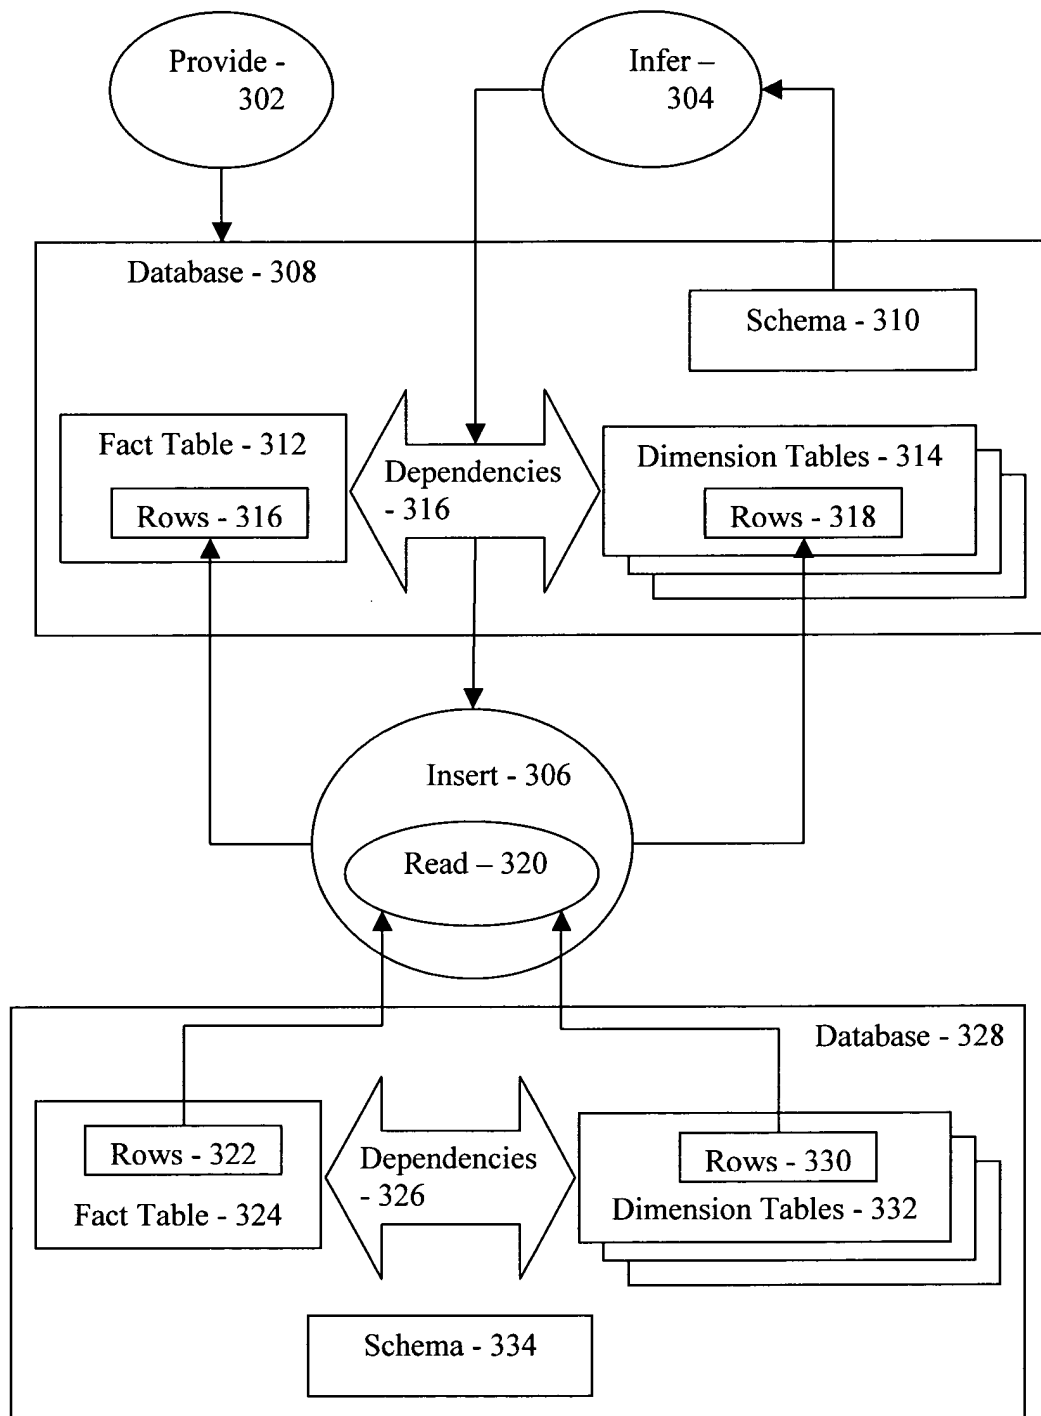 Provide -
302
Infer –
304
Database - 308
Schema - 310
Fact Table - 312
Rows - 316
Dependencies
- 316
Dimension Tables - 314
Rows - 318
Insert - 306
Read – 320
Database - 328
Rows - 322
Fact Table - 324
Dependencies
- 326
Rows - 330
Dimension Tables - 332
Schema - 334